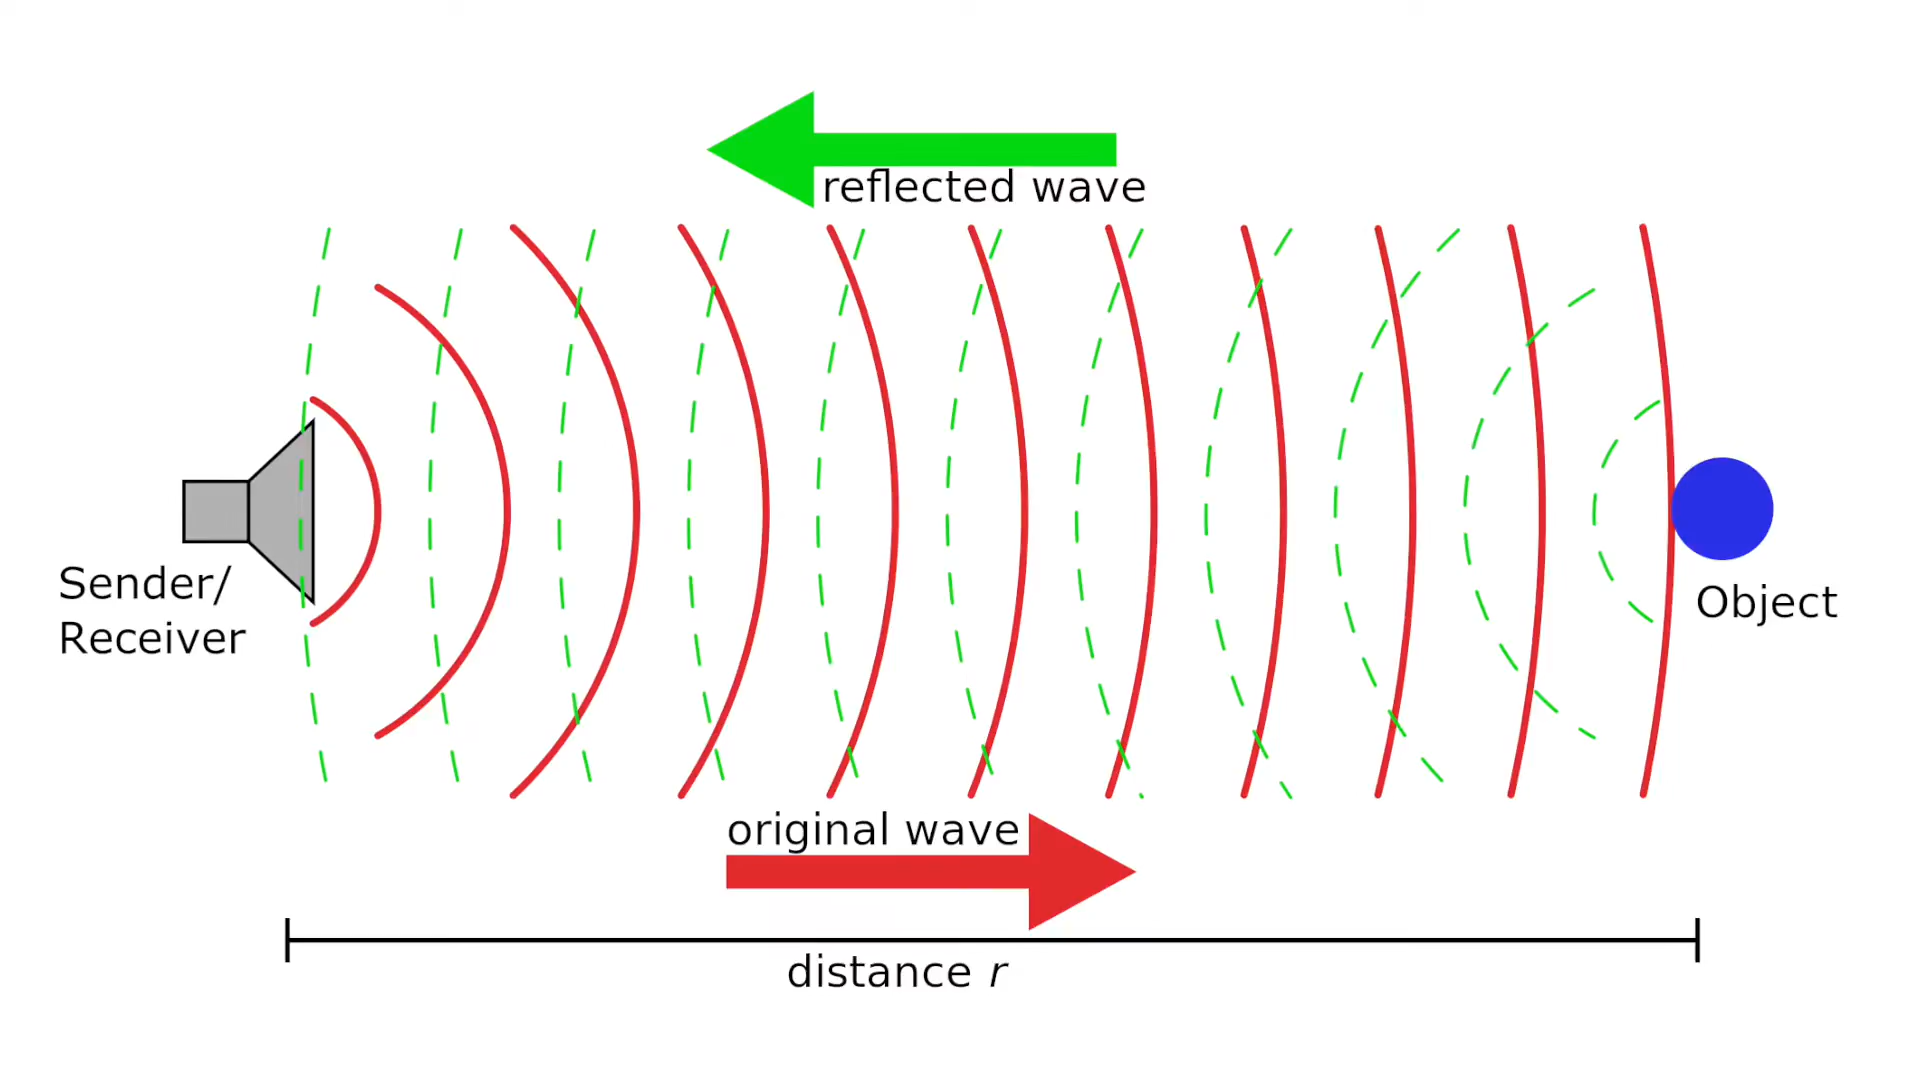 reflected wave
Sender/
Receiver
Object
original wave
distance r